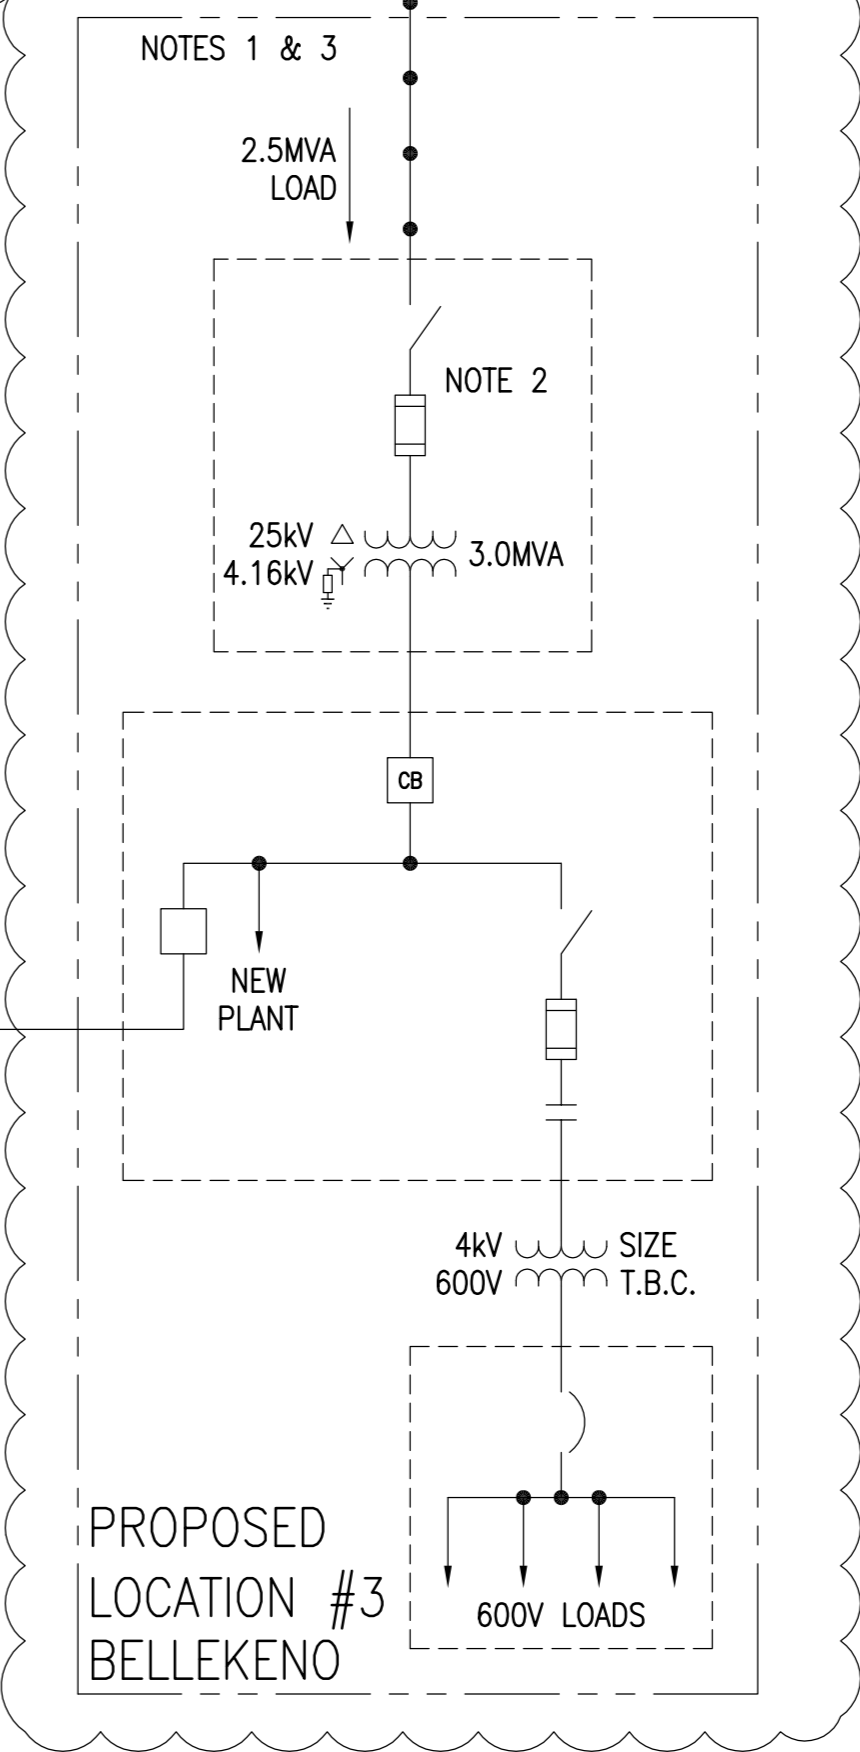 NOTES 1 & 3
2.5MVA
LOAD
NOTE 2
25kV
4.16kV
3.0MVA
CB
NEW
PLANT
4kV
600V
SIZE
T.B.C.
600V LOADS
PROPOSED
LOCATION #3
BELLEKENO